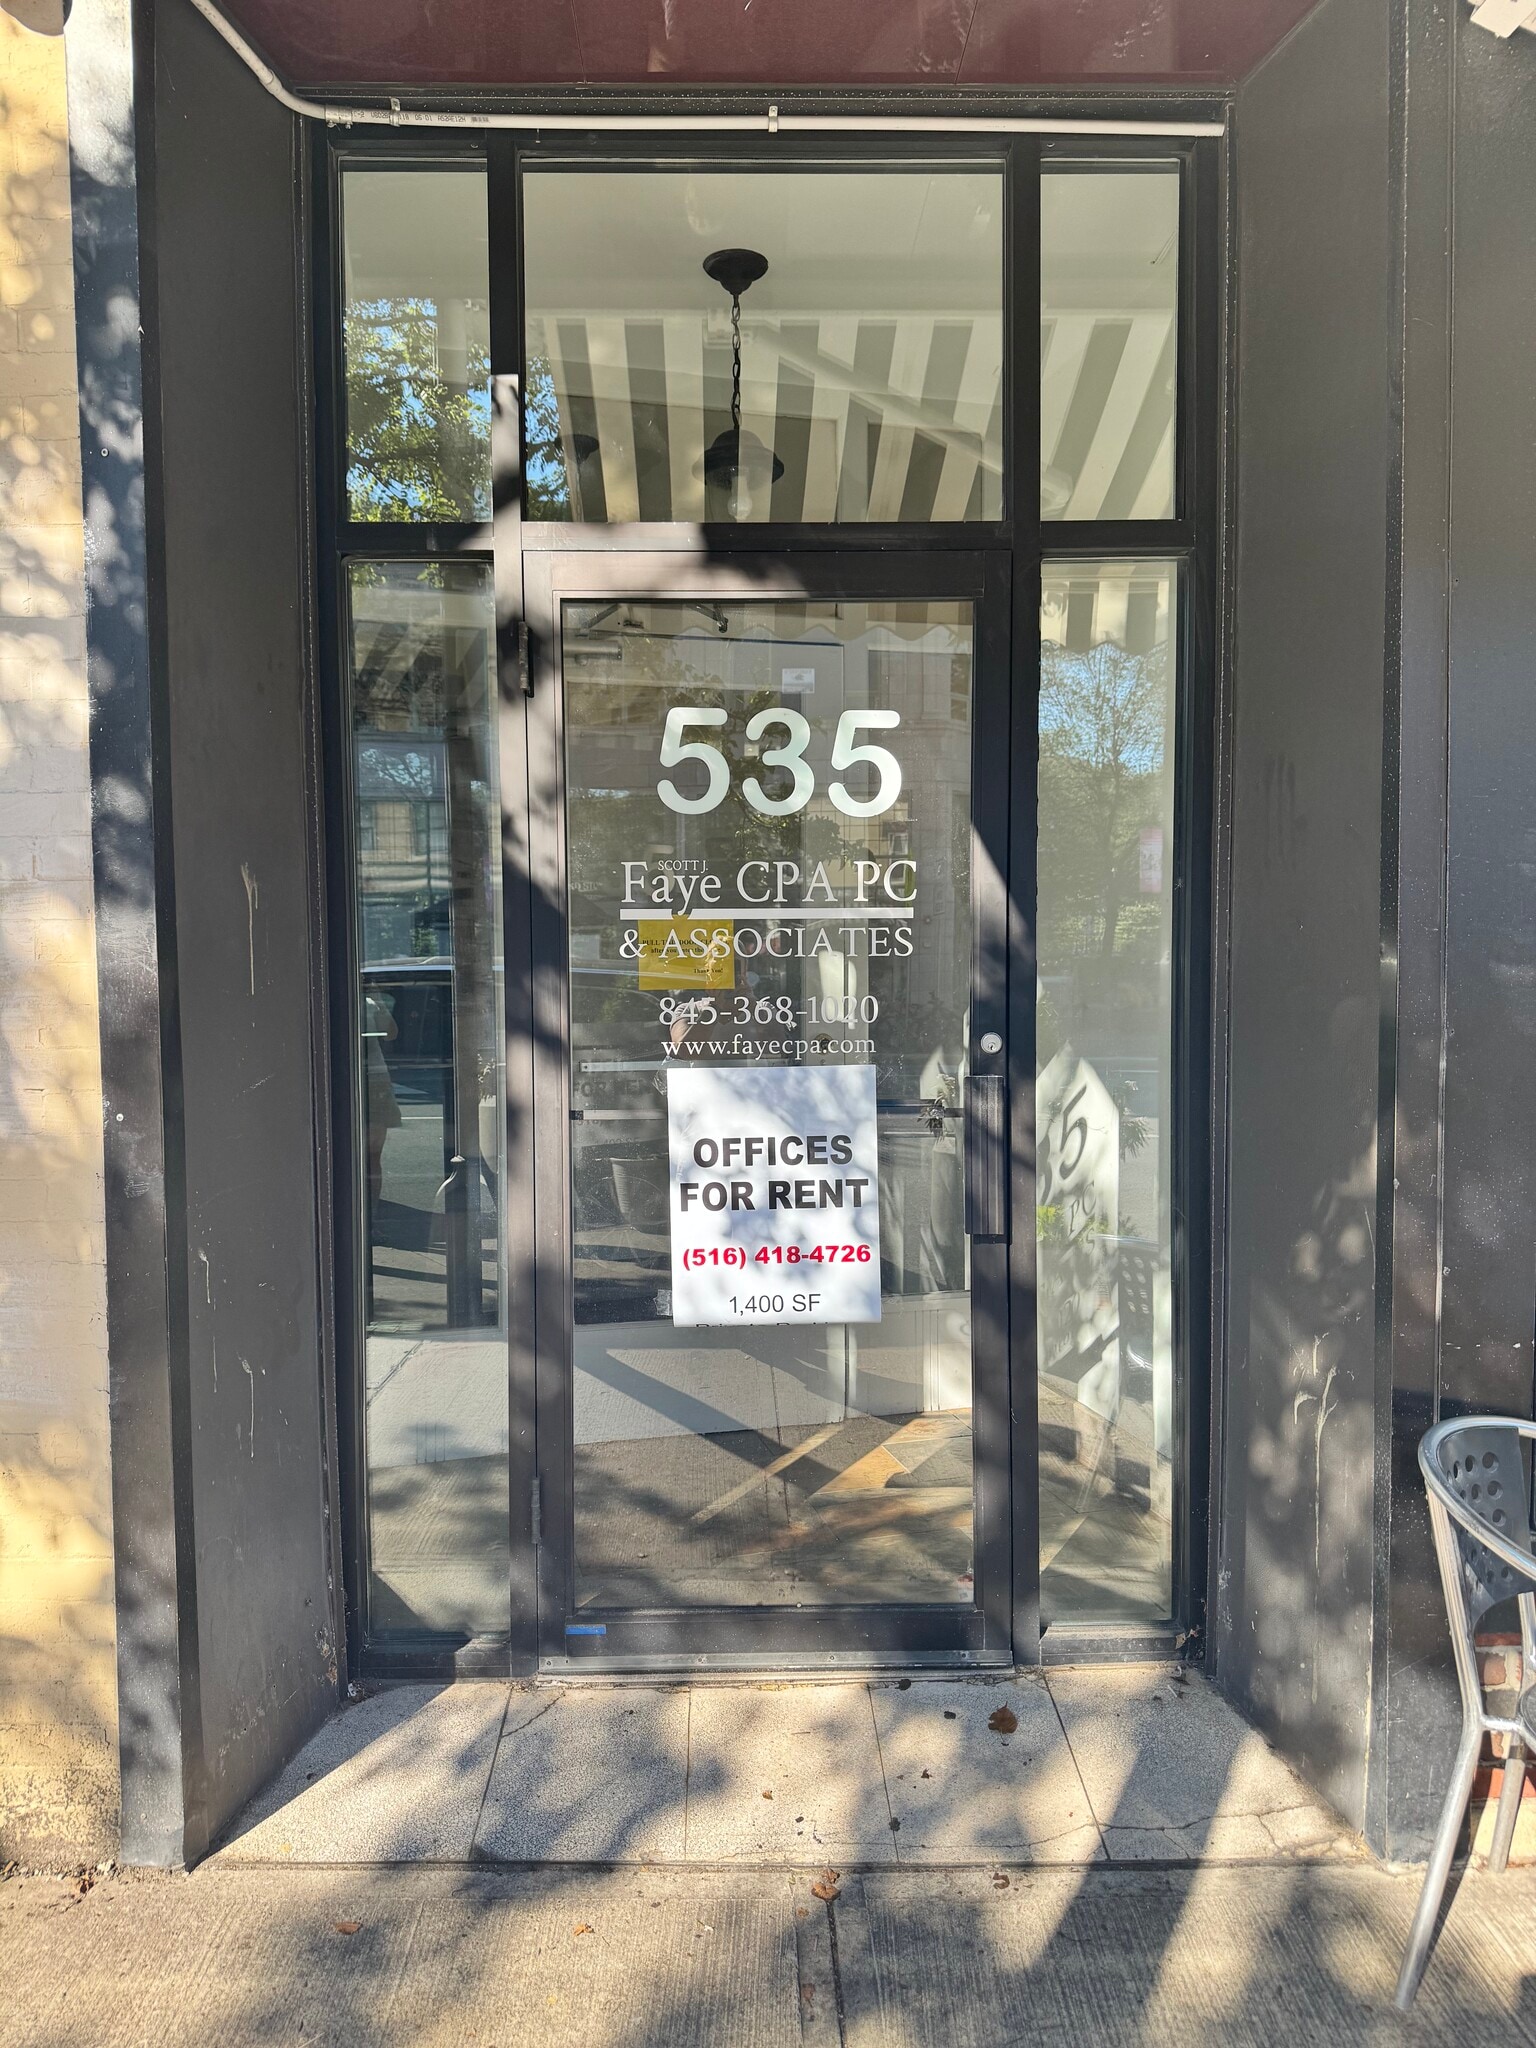 535
SCOTT J.
Faye CPA PC
& ASSOCIATES
845-368-1020
www.fayecpa.com
OFFICES
FOR RENT
(516) 418-4726
1,400 SF